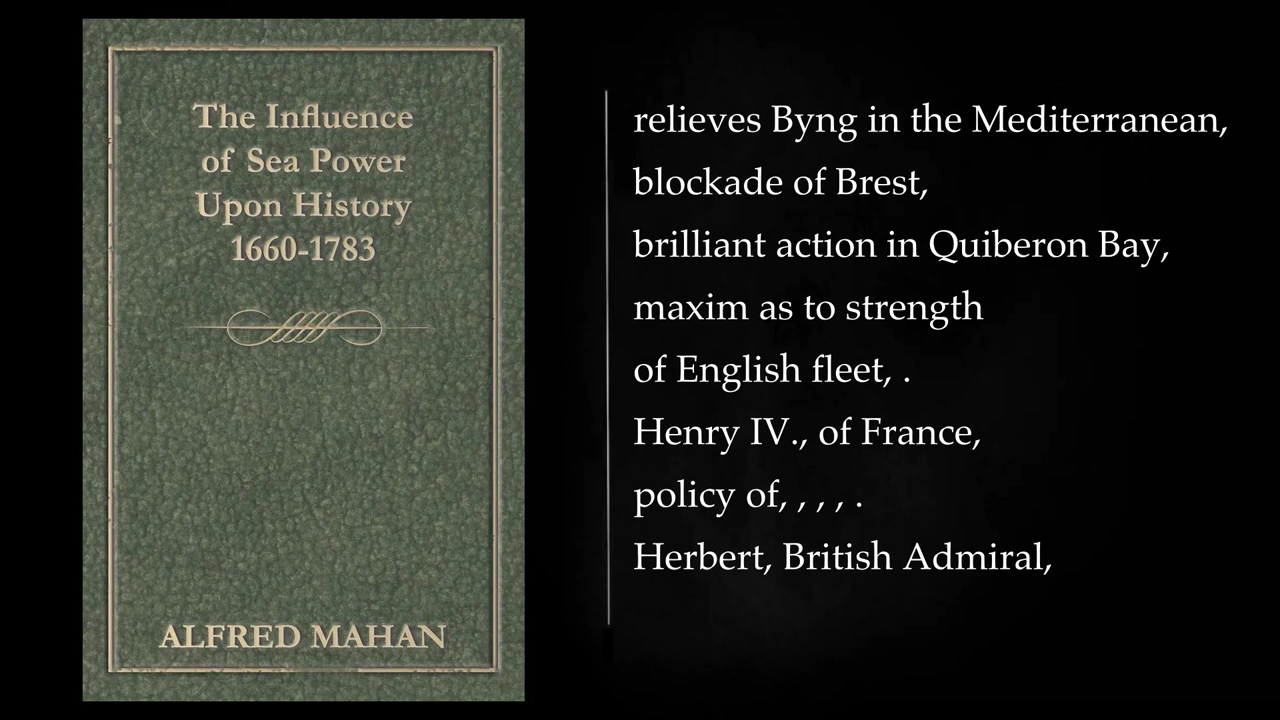 The Influence
of Sea Power
Upon History
1660-1783
ALFRED MAHAN
relieves Byng in the Mediterranean,
blockade of Brest,
brilliant action in Quiberon Bay,
maxim as to strength
of English fleet, .
Henry IV., of France,
policy of, , , , .
Herbert, British Admiral,